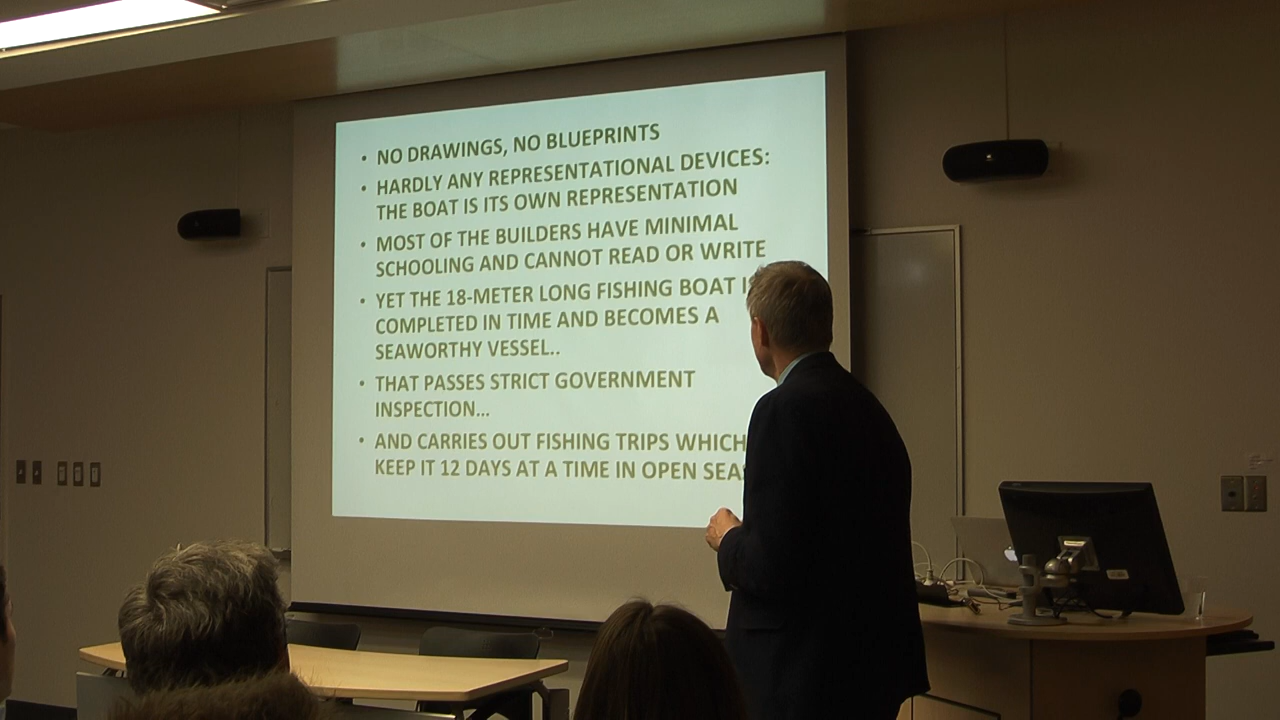 • NO DRAWINGS, NO BLUEPRINTS
• HARDLY ANY REPRESENTATIONAL DEVICES:
THE BOAT IS ITS OWN REPRESENTATION
• MOST OF THE BUILDERS HAVE MINIMAL
SCHOOLING AND CANNOT READ OR WRITE
• YET THE 18-METER LONG FISHING BOAT
COMPLETED IN TIME AND BECOMES A
SEAWORTHY VESSEL..
• THAT PASSES STRICT GOVERNMENT
INSPECTION...
• AND CARRIES OUT FISHING TRIPS WHICH
KEEP IT 12 DAYS AT A TIME IN OPEN